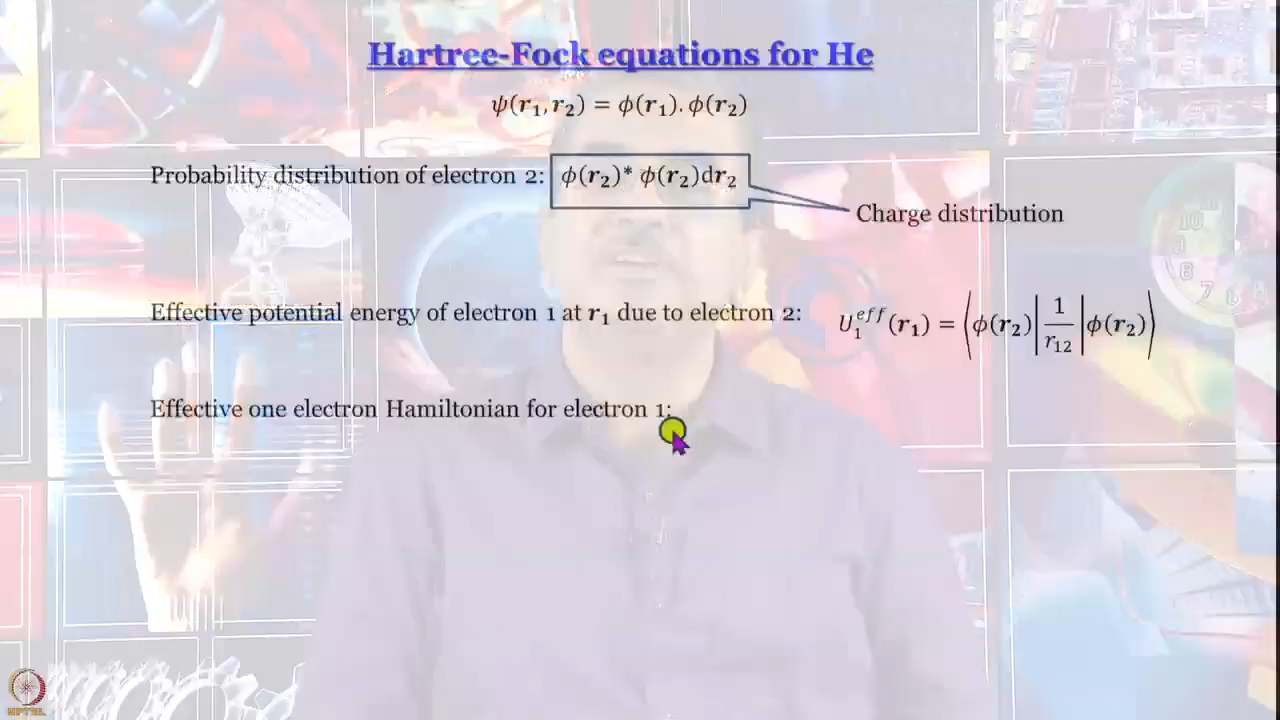 Hartree-Fock equations for He
ψ(r₁, r₂) = ϕ(r₁). ϕ(r₂)
Probability distribution of electron 2: ϕ(r₂)* ϕ(r₂)dr₂
Charge distribution
Effective potential energy of electron 1 at r₁ due to electron 2: U₁ᵉᶠᶠ(r₁) = ⟨ϕ(r₂)|1/r₁₂|ϕ(r₂)⟩
Effective one electron Hamiltonian for electron 1:
NPTEL